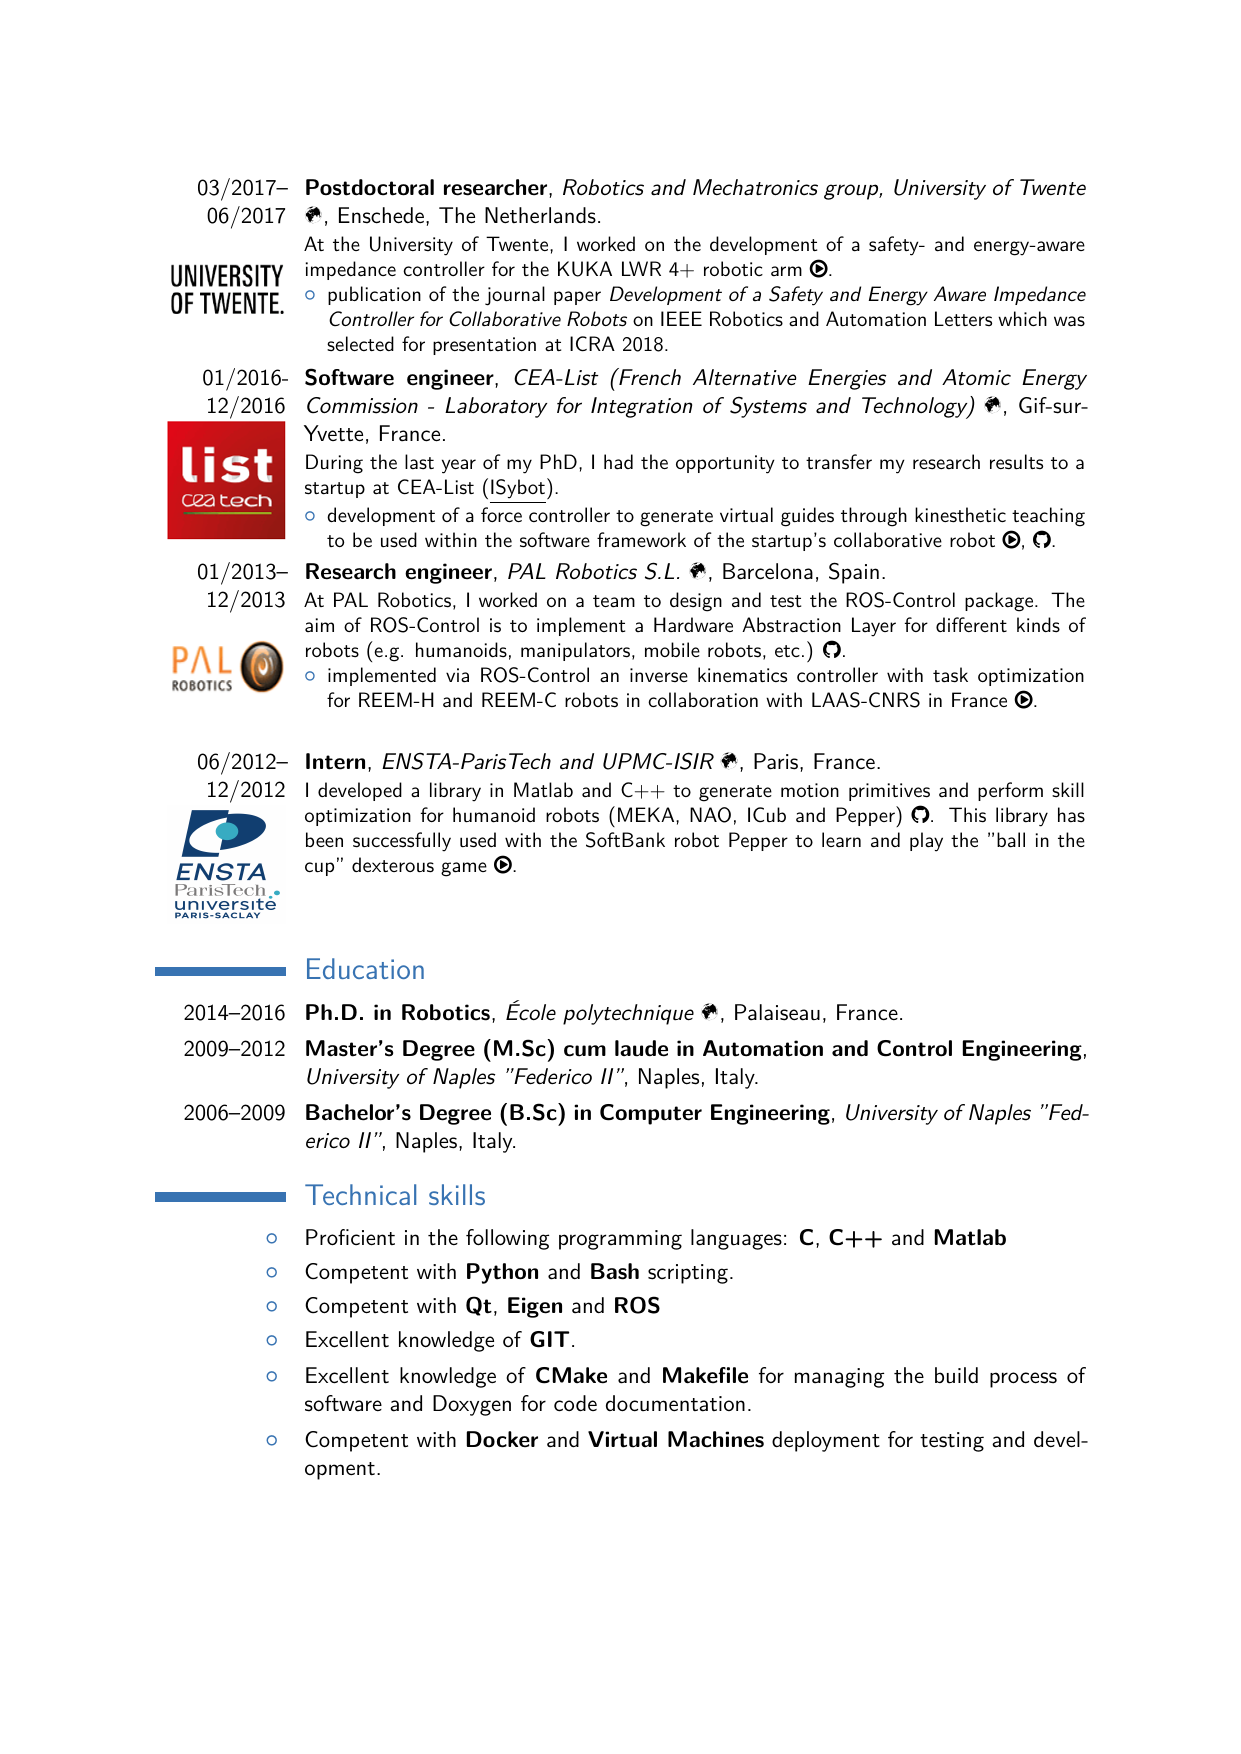 03/2017– Postdoctoral researcher, Robotics and Mechatronics group, University of Twente
06/2017 , Enschede, The Netherlands.
At the University of Twente, I worked on the development of a safety- and energy-aware
impedance controller for the KUKA LWR 4+ robotic arm .
UNIVERSITY
OF TWENTE.
○ publication of the journal paper Development of a Safety and Energy Aware Impedance
Controller for Collaborative Robots on IEEE Robotics and Automation Letters which was
selected for presentation at ICRA 2018.
01/2016- Software engineer, CEA-List (French Alternative Energies and Atomic Energy
12/2016 Commission - Laboratory for Integration of Systems and Technology) , Gif-sur-
Yvette, France.
list
cea tech
During the last year of my PhD, I had the opportunity to transfer my research results to a
startup at CEA-List (ISybot).
○ development of a force controller to generate virtual guides through kinesthetic teaching
to be used within the software framework of the startup's collaborative robot , .
01/2013– Research engineer, PAL Robotics S.L. , Barcelona, Spain.
12/2013 At PAL Robotics, I worked on a team to design and test the ROS-Control package. The
aim of ROS-Control is to implement a Hardware Abstraction Layer for different kinds of
robots (e.g. humanoids, manipulators, mobile robots, etc.) .
PAL
ROBOTICS
○ implemented via ROS-Control an inverse kinematics controller with task optimization
for REEM-H and REEM-C robots in collaboration with LAAS-CNRS in France .
06/2012– Intern, ENSTA-ParisTech and UPMC-ISIR , Paris, France.
12/2012 I developed a library in Matlab and C++ to generate motion primitives and perform skill
optimization for humanoid robots (MEKA, NAO, ICub and Pepper) . This library has
been successfully used with the SoftBank robot Pepper to learn and play the ”ball in the
cup” dexterous game .
ENSTA
ParisTech
université
PARIS-SACLAY
Education
2014–2016 Ph.D. in Robotics, École polytechnique , Palaiseau, France.
2009–2012 Master's Degree (M.Sc) cum laude in Automation and Control Engineering,
University of Naples ”Federico II”, Naples, Italy.
2006–2009 Bachelor's Degree (B.Sc) in Computer Engineering, University of Naples ”Fed-
erico II”, Naples, Italy.
Technical skills
○ Proficient in the following programming languages: C, C++ and Matlab
○ Competent with Python and Bash scripting.
○ Competent with Qt, Eigen and ROS
○ Excellent knowledge of GIT.
○ Excellent knowledge of CMake and Makefile for managing the build process of
software and Doxygen for code documentation.
○ Competent with Docker and Virtual Machines deployment for testing and devel-
opment.